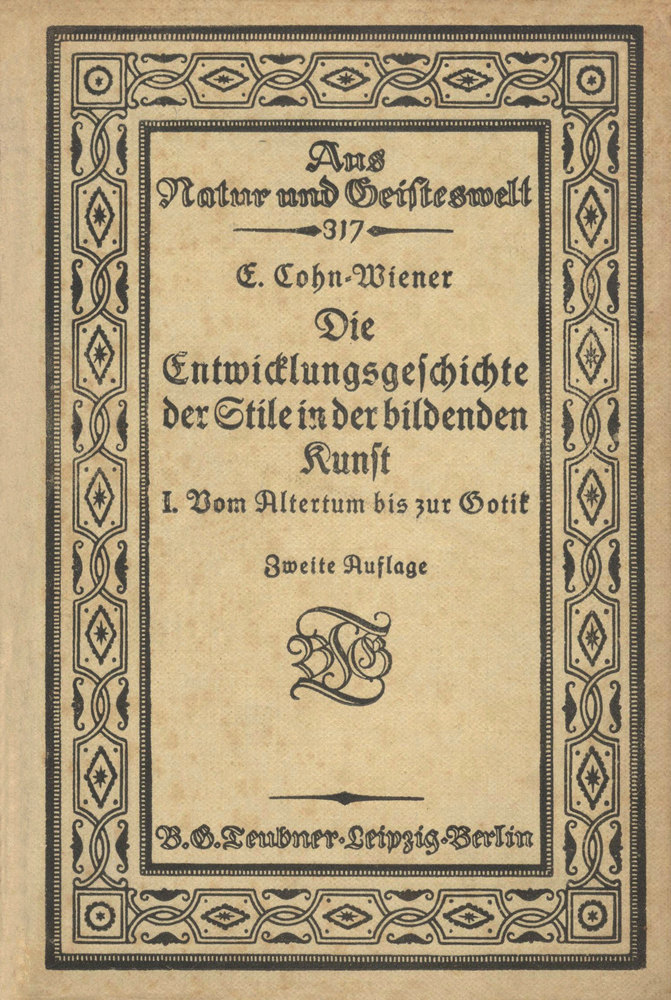 Aus
Natur und Geisteswelt
317
E. Cohn-Wiener
Die
Entwicklungsgeschichte
der Stile in der bildenden
Kunst
I. Vom Altertum bis zur Gotik
Zweite Auflage
BTG
B. G. Teubner·Leipzig·Berlin